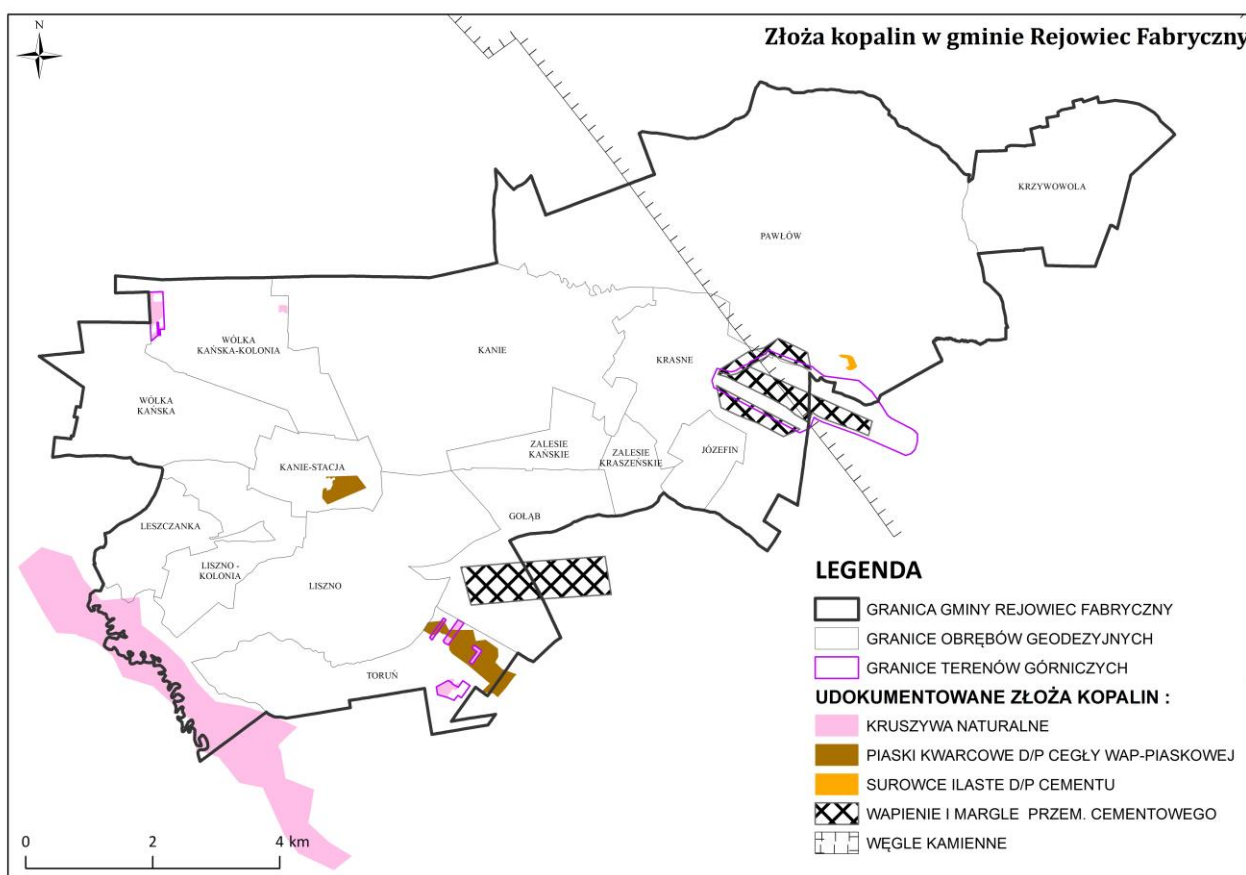 Złoża kopalin w gminie Rejowiec Fabryczny
N
KRZYWOWOLA
PAWŁÓW
WÓLKA
KAŃSKA-KOLONIA
KANIE
KRASNE
WÓLKA
KAŃSKA
ZALESIE
KAŃSKIE
ZALESIE
KRASZEŃSKIE
JÓZEFIN
KANIE-STACJA
GOŁĄB
LESZCZANKA
LISZNO -
KOLONIA
LISZNO
TORUŃ
LEGENDA
GRANICA GMINY REJOWIEC FABRYCZNY
GRANICE OBRĘBÓW GEODEZYJNYCH
GRANICE TERENÓW GÓRNICZYCH
UDOKUMENTOWANE ZŁOŻA KOPALIN :
KRUSZYWA NATURALNE
PIASKI KWARCOWE D/P CEGŁY WAP-PIASKOWEJ
SUROWCE ILASTE D/P CEMENTU
WAPIENIE I MARGLE PRZEM. CEMENTOWEGO
WĘGLE KAMIENNE
0 2 4 km